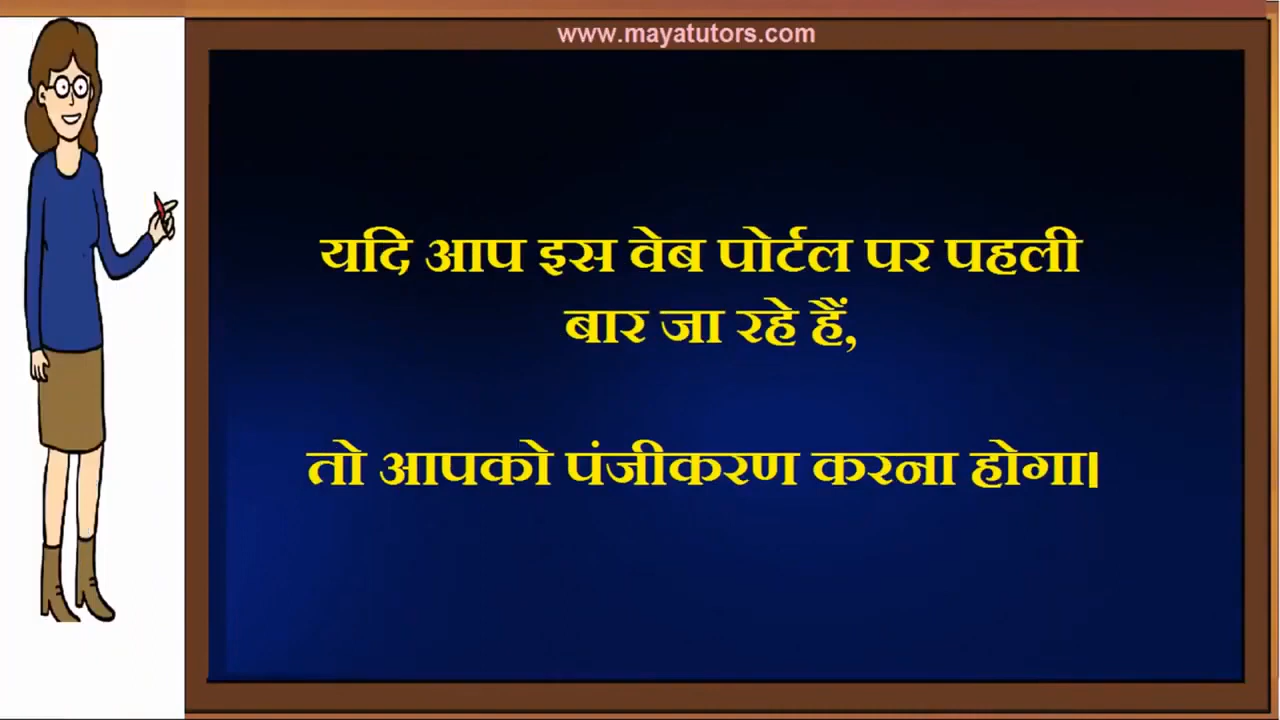 www.mayatutors.com
यदि आप इस वेब पोर्टल पर पहली
बार जा रहे हैं,
तो आपको पंजीकरण करना होगा।